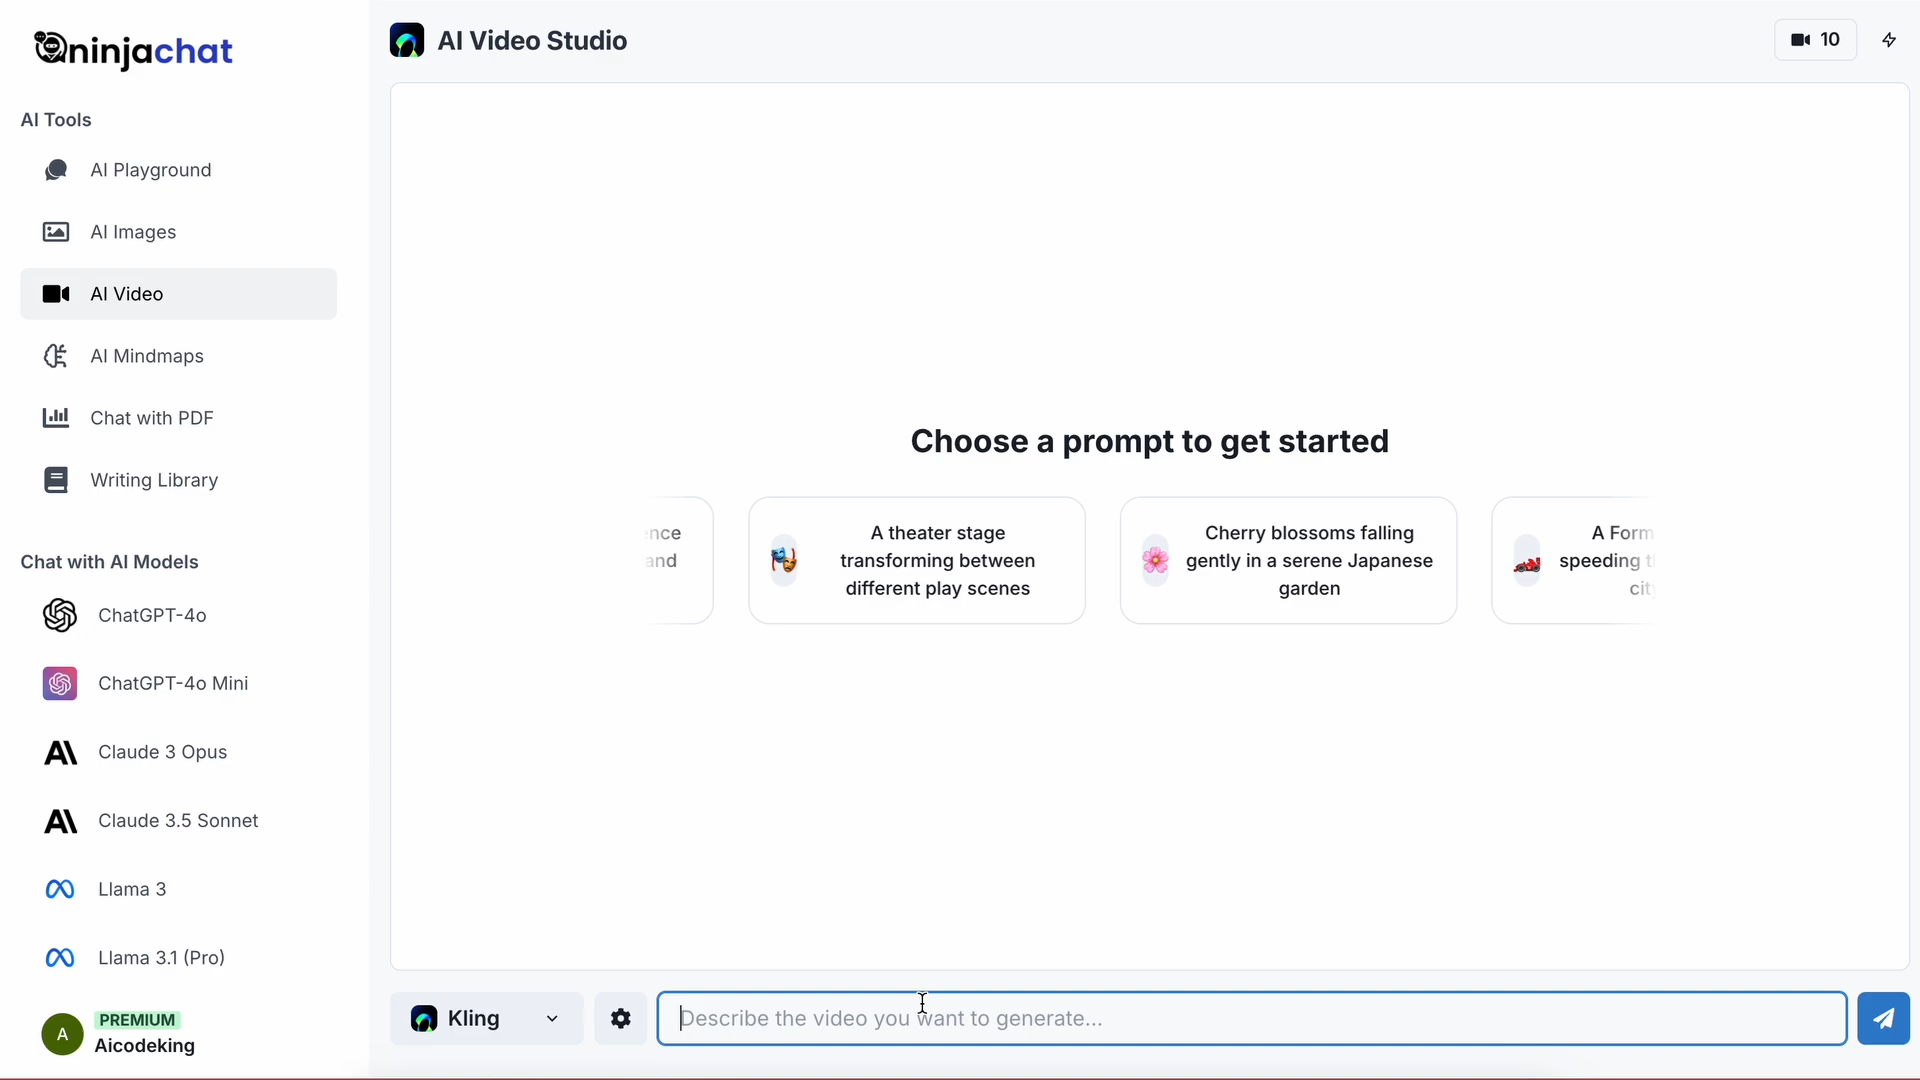 ninjachat
AI Tools
AI Playground
AI Images
AI Video
AI Mindmaps
Chat with PDF
Writing Library
Chat with AI Models
ChatGPT-4o
ChatGPT-4o Mini
Claude 3 Opus
Claude 3.5 Sonnet
Llama 3
Llama 3.1 (Pro)
A
PREMIUM
Aicodeking
AI Video Studio
10
Choose a prompt to get started
and
A theater stage
transforming between
different play scenes
Cherry blossoms falling
gently in a serene Japanese
garden
A Form
speeding
Kling
Describe the video you want to generate...